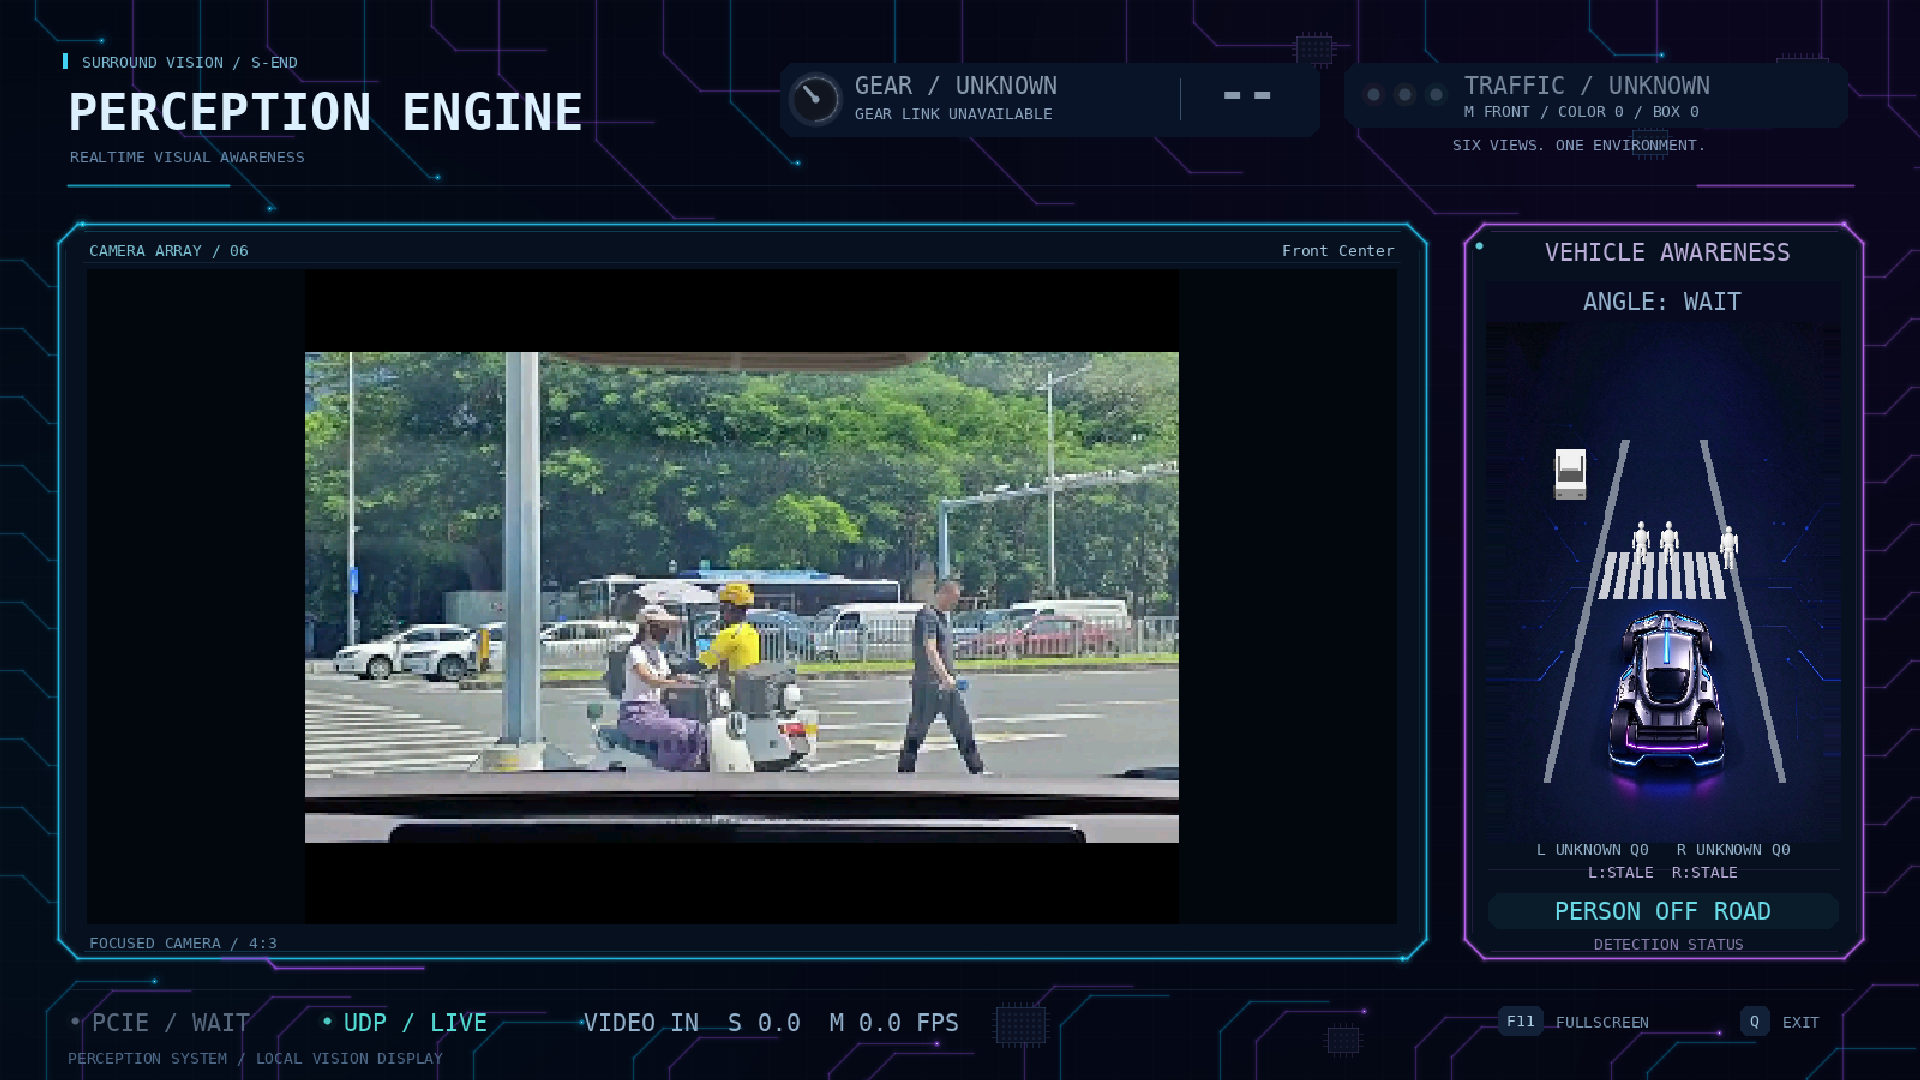 SURROUND VISION / S-END
PERCEPTION ENGINE
REALTIME VISUAL AWARENESS
GEAR / UNKNOWN
GEAR LINK UNAVAILABLE
--
TRAFFIC / UNKNOWN
M FRONT / COLOR 0 / BOX 0
SIX VIEWS. ONE ENVIRONMENT.
CAMERA ARRAY / 06
Front Center
FOCUSED CAMERA / 4:3
VEHICLE AWARENESS
ANGLE: WAIT
L UNKNOWN Q0 R UNKNOWN Q0
L:STALE R:STALE
PERSON OFF ROAD
DETECTION STATUS
PCIE / WAIT
UDP / LIVE
VIDEO IN S 0.0 M 0.0 FPS
F11 FULLSCREEN
Q EXIT
PERCEPTION SYSTEM / LOCAL VISION DISPLAY